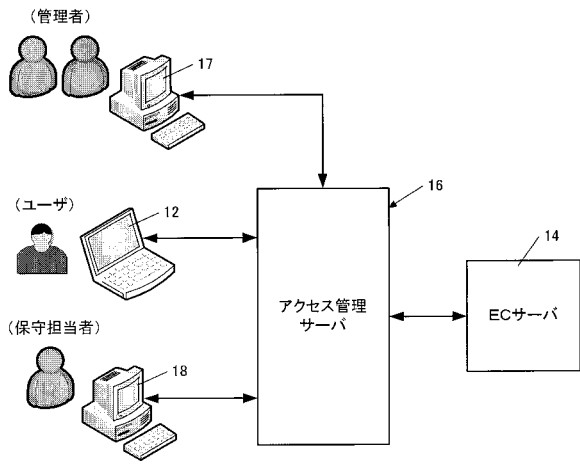 （管理者）
17
16
（ユーザ）
12
14
アクセス管理
サーバ
ECサーバ
（保守担当者）
18